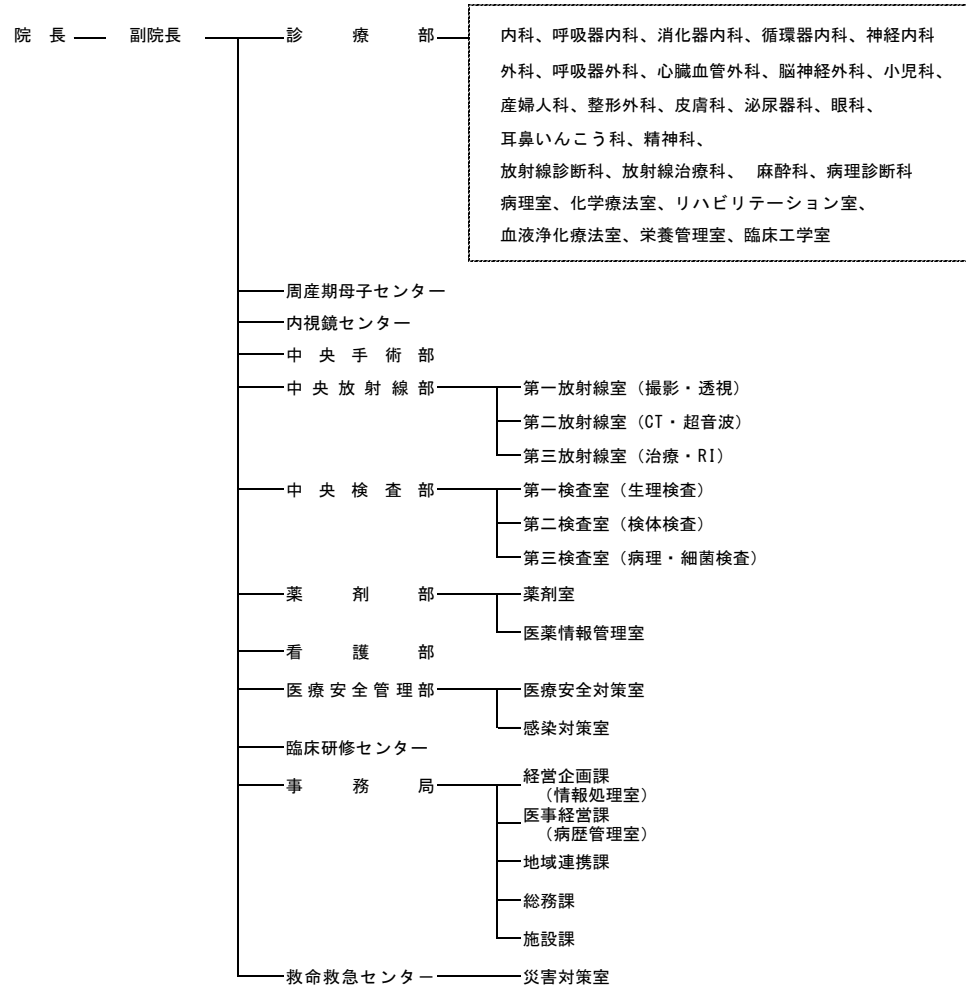 院長 副院長 診療部 内科、呼吸器内科、消化器内科、循環器内科、神経内科
外科、呼吸器外科、心臓血管外科、脳神経外科、小児科、
産婦人科、整形外科、皮膚科、泌尿器科、眼科、
耳鼻いんこう科、精神科、
放射線診断科、放射線治療科、 麻酔科、病理診断科
病理室、化学療法室、リハビリテーション室、
血液浄化療法室、栄養管理室、臨床工学室
周産期母子センター
内視鏡センター
中央手術部
中央放射線部 第一放射線室（撮影・透視）
第二放射線室（CT・超音波）
第三放射線室（治療・RI）
中央検査部 第一検査室（生理検査）
第二検査室（検体検査）
第三検査室（病理・細菌検査）
薬剤部 薬剤室
医薬情報管理室
看護部
医療安全管理部 医療安全対策室
感染対策室
臨床研修センター
事務局 経営企画課
（情報処理室）
医事経営課
（病歴管理室）
地域連携課
総務課
施設課
救命救急センター 災害対策室